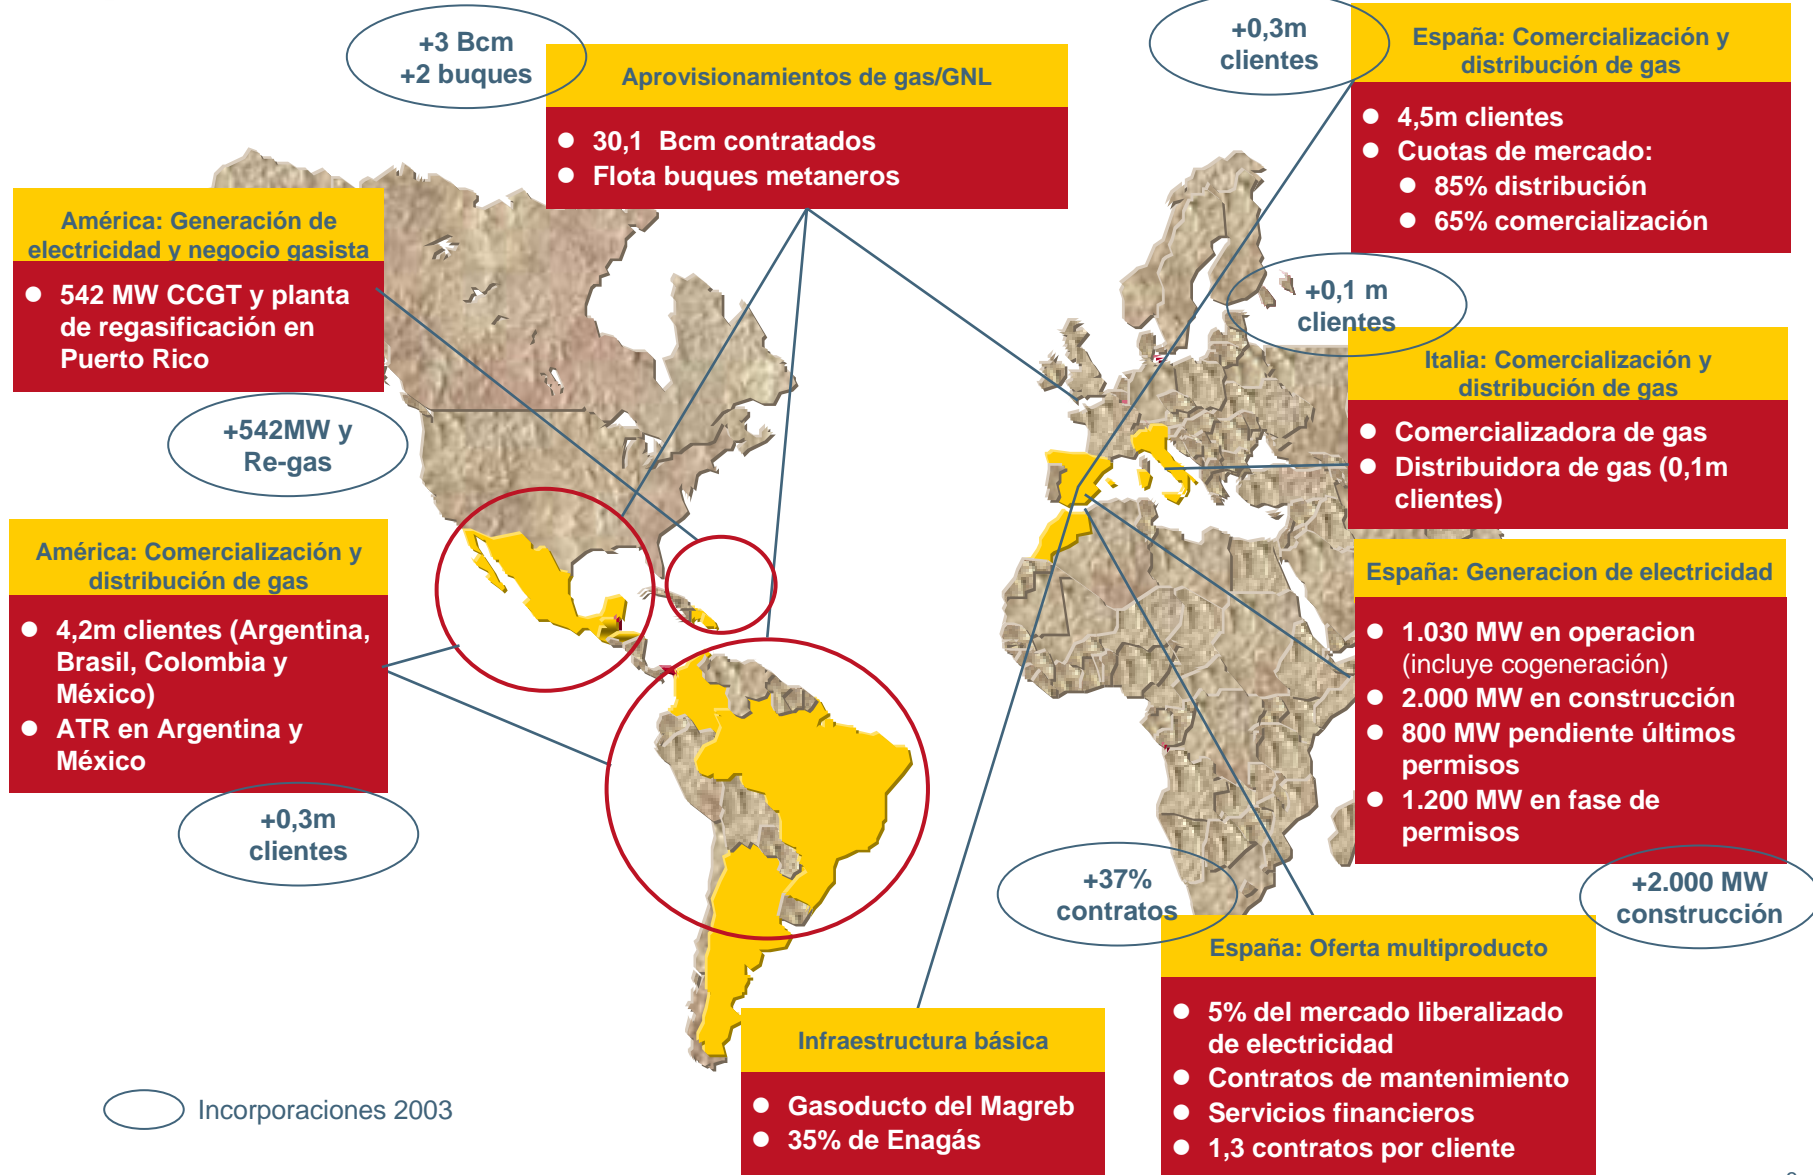 +3 Bcm
+2 buques
Aprovisionamientos de gas/GNL
● 30,1 Bcm contratados
● Flota buques metaneros
+0,3m
clientes
España: Comercialización y
distribución de gas
● 4,5m clientes
● Cuotas de mercado:
● 85% distribución
● 65% comercialización
América: Generación de
electricidad y negocio gasista
● 542 MW CCGT y planta
de regasificación en
Puerto Rico
+542MW y
Re-gas
+0,1 m
clientes
Italia: Comercialización y
distribución de gas
● Comercializadora de gas
● Distribuidora de gas (0,1m
clientes)
América: Comercialización y
distribución de gas
● 4,2m clientes (Argentina,
Brasil, Colombia y
México)
● ATR en Argentina y
México
+0,3m
clientes
España: Generacion de electricidad
● 1.030 MW en operacion
(incluye cogeneración)
● 2.000 MW en construcción
● 800 MW pendiente últimos
permisos
● 1.200 MW en fase de
permisos
+2.000 MW
construcción
+37%
contratos
España: Oferta multiproducto
● 5% del mercado liberalizado
de electricidad
● Contratos de mantenimiento
● Servicios financieros
● 1,3 contratos por cliente
Infraestructura básica
● Gasoducto del Magreb
● 35% de Enagás
Incorporaciones 2003